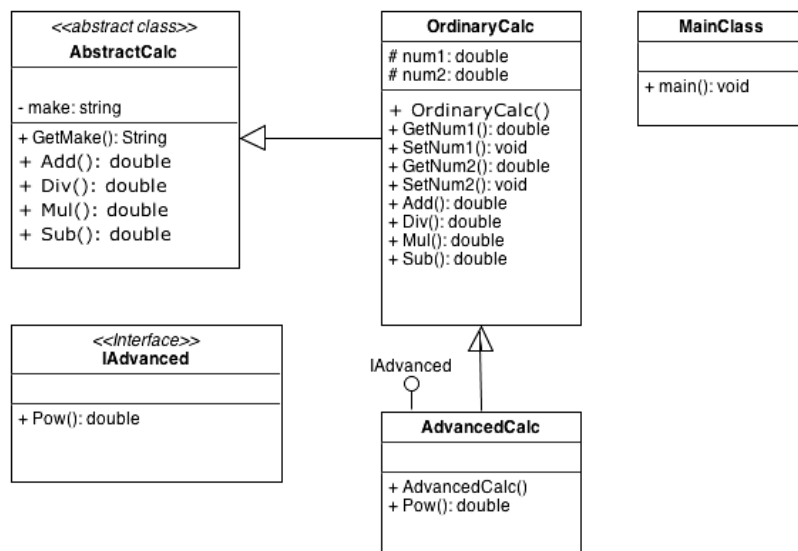 <<abstract class>>
AbstractCalc
- make: string
+ GetMake(): String
+ Add(): double
+ Div(): double
+ Mul(): double
+ Sub(): double
OrdinaryCalc
# num1: double
# num2: double
+ OrdinaryCalc()
+ GetNum1(): double
+ SetNum1(): void
+ GetNum2(): double
+ SetNum2(): void
+ Add(): double
+ Div(): double
+ Mul(): double
+ Sub(): double
MainClass
+ main(): void
<<Interface>>
IAdvanced
+ Pow(): double
IAdvanced
AdvancedCalc
+ AdvancedCalc()
+ Pow(): double